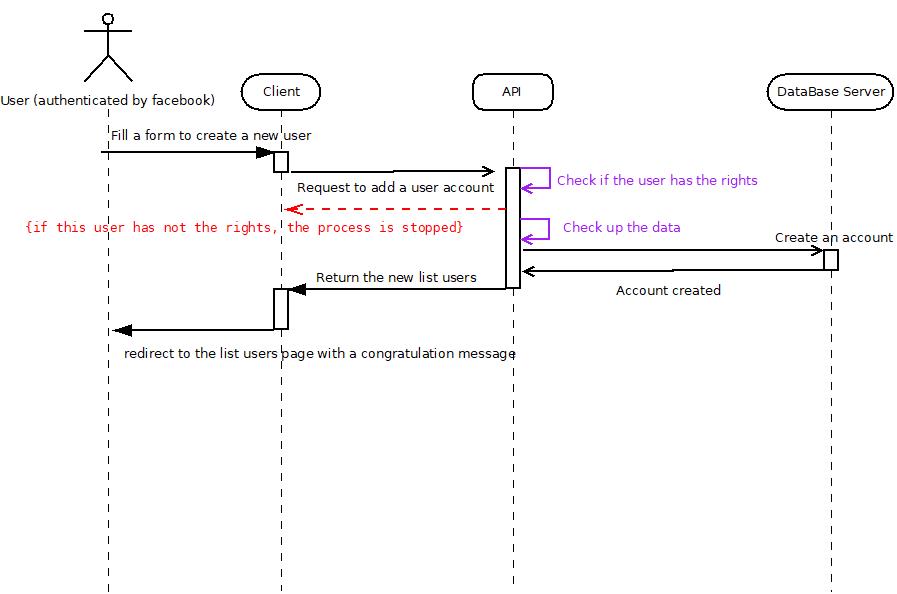 User (authenticated by facebook)
Client
API
DataBase Server
Fill a form to create a new user
Request to add a user account
Check if the user has the rights
{if this user has not the rights, the process is stopped}
Check up the data
Create an account
Return the new list users
Account created
redirect to the list users page with a congratulation message